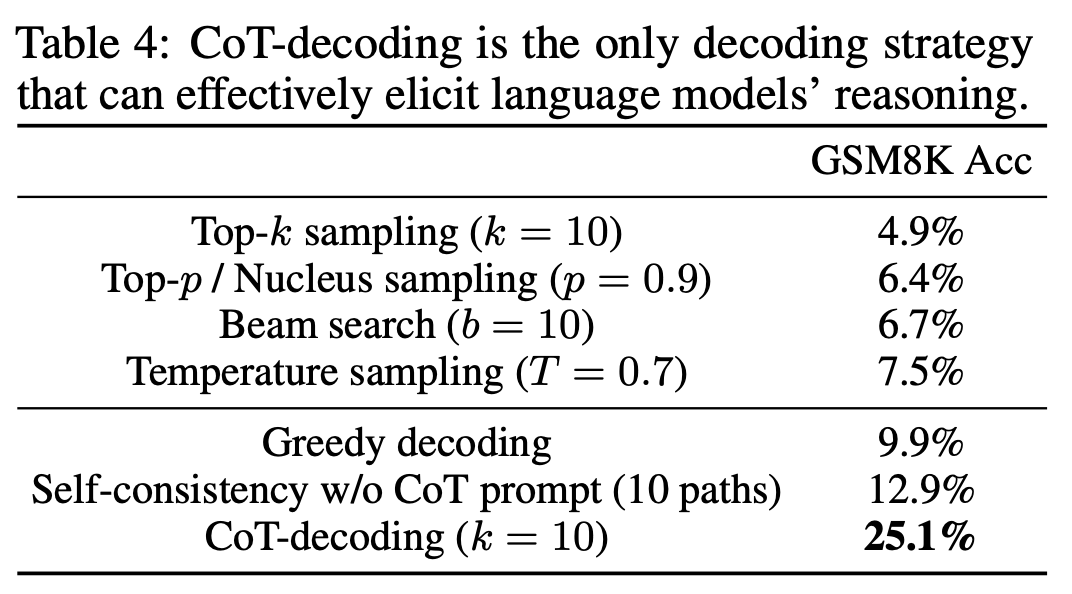 Table 4: CoT-decoding is the only decoding strategy
that can effectively elicit language models’ reasoning.
GSM8K Acc
Top-k sampling (k = 10) 4.9%
Top-p / Nucleus sampling (p = 0.9) 6.4%
Beam search (b = 10) 6.7%
Temperature sampling (T = 0.7) 7.5%
Greedy decoding 9.9%
Self-consistency w/o CoT prompt (10 paths) 12.9%
CoT-decoding (k = 10) 25.1%